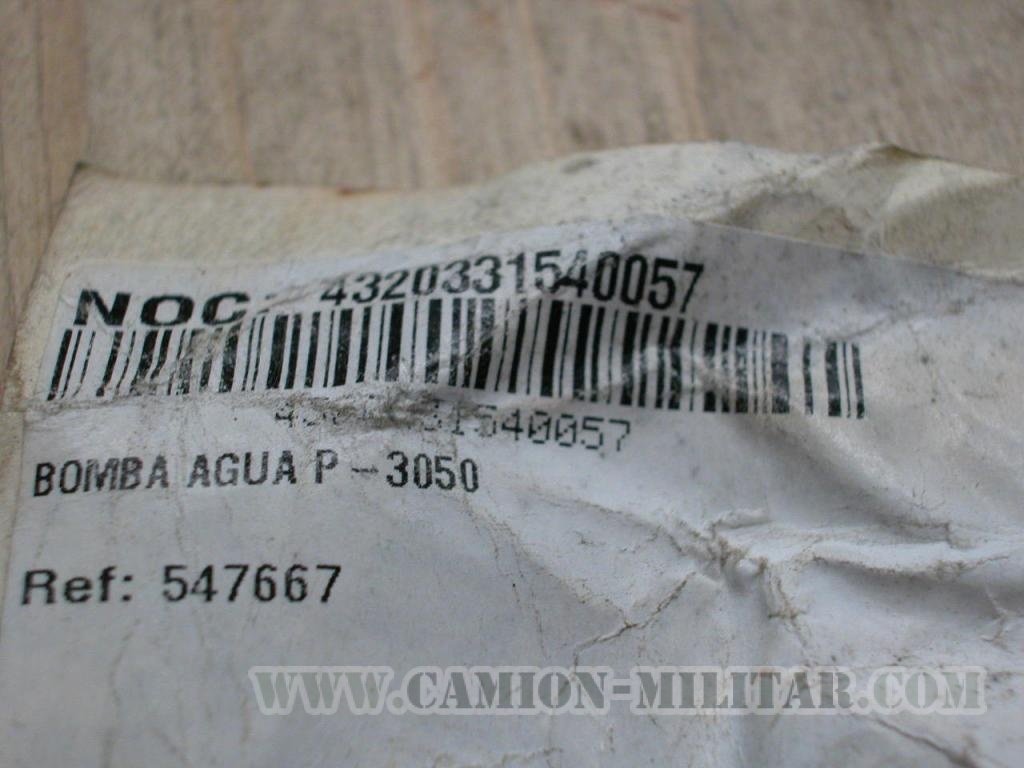 NOC- 4320331540057
BOMBA AGUA P - 3050
Ref: 547667
WWW.CAMION-MILITAR.COM